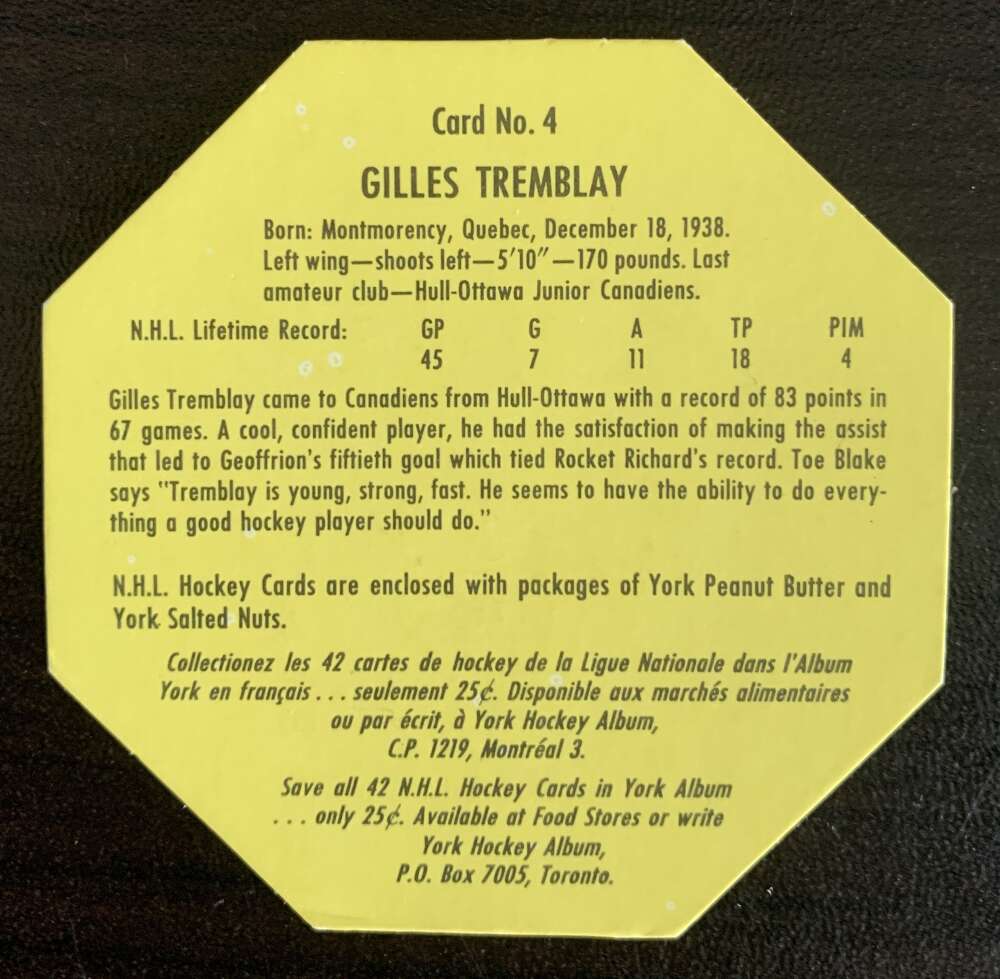 Card No. 4
GILLES TREMBLAY
Born: Montmorency, Quebec, December 18, 1938.
Left wing—shoots left—5'10"—170 pounds. Last
amateur club—Hull-Ottawa Junior Canadiens.
N.H.L. Lifetime Record: GP G A TP PIM
45 7 11 18 4
Gilles Tremblay came to Canadiens from Hull-Ottawa with a record of 83 points in
67 games. A cool, confident player, he had the satisfaction of making the assist
that led to Geoffrion's fiftieth goal which tied Rocket Richard's record. Toe Blake
says "Tremblay is young, strong, fast. He seems to have the ability to do every-
thing a good hockey player should do."
N.H.L. Hockey Cards are enclosed with packages of York Peanut Butter and
York Salted Nuts.
Collectionez les 42 cartes de hockey de la Ligue Nationale dans l'Album
York en français . . . seulement 25¢. Disponible aux marchés alimentaires
ou par écrit, à York Hockey Album,
C.P. 1219, Montréal 3.
Save all 42 N.H.L. Hockey Cards in York Album
. . . only 25¢. Available at Food Stores or write
York Hockey Album,
P.O. Box 7005, Toronto.